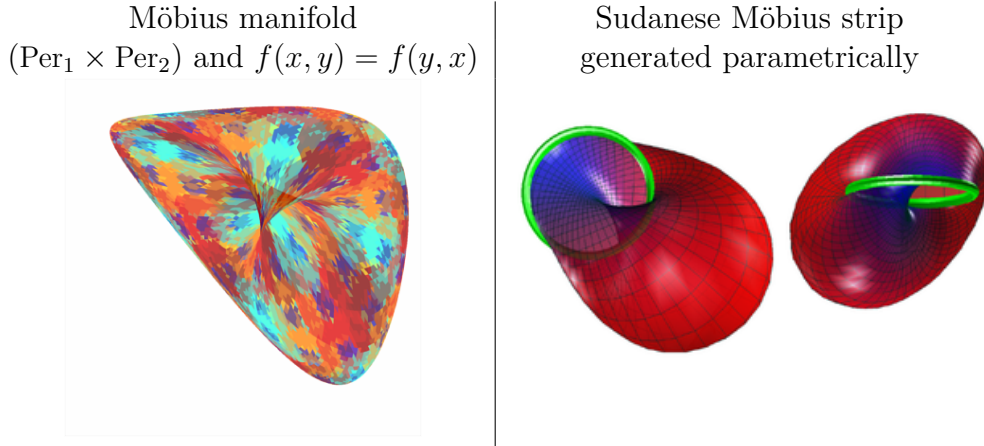 Möbius manifold
(Per₁ × Per₂) and f(x, y) = f(y, x)
Sudanese Möbius strip
generated parametrically